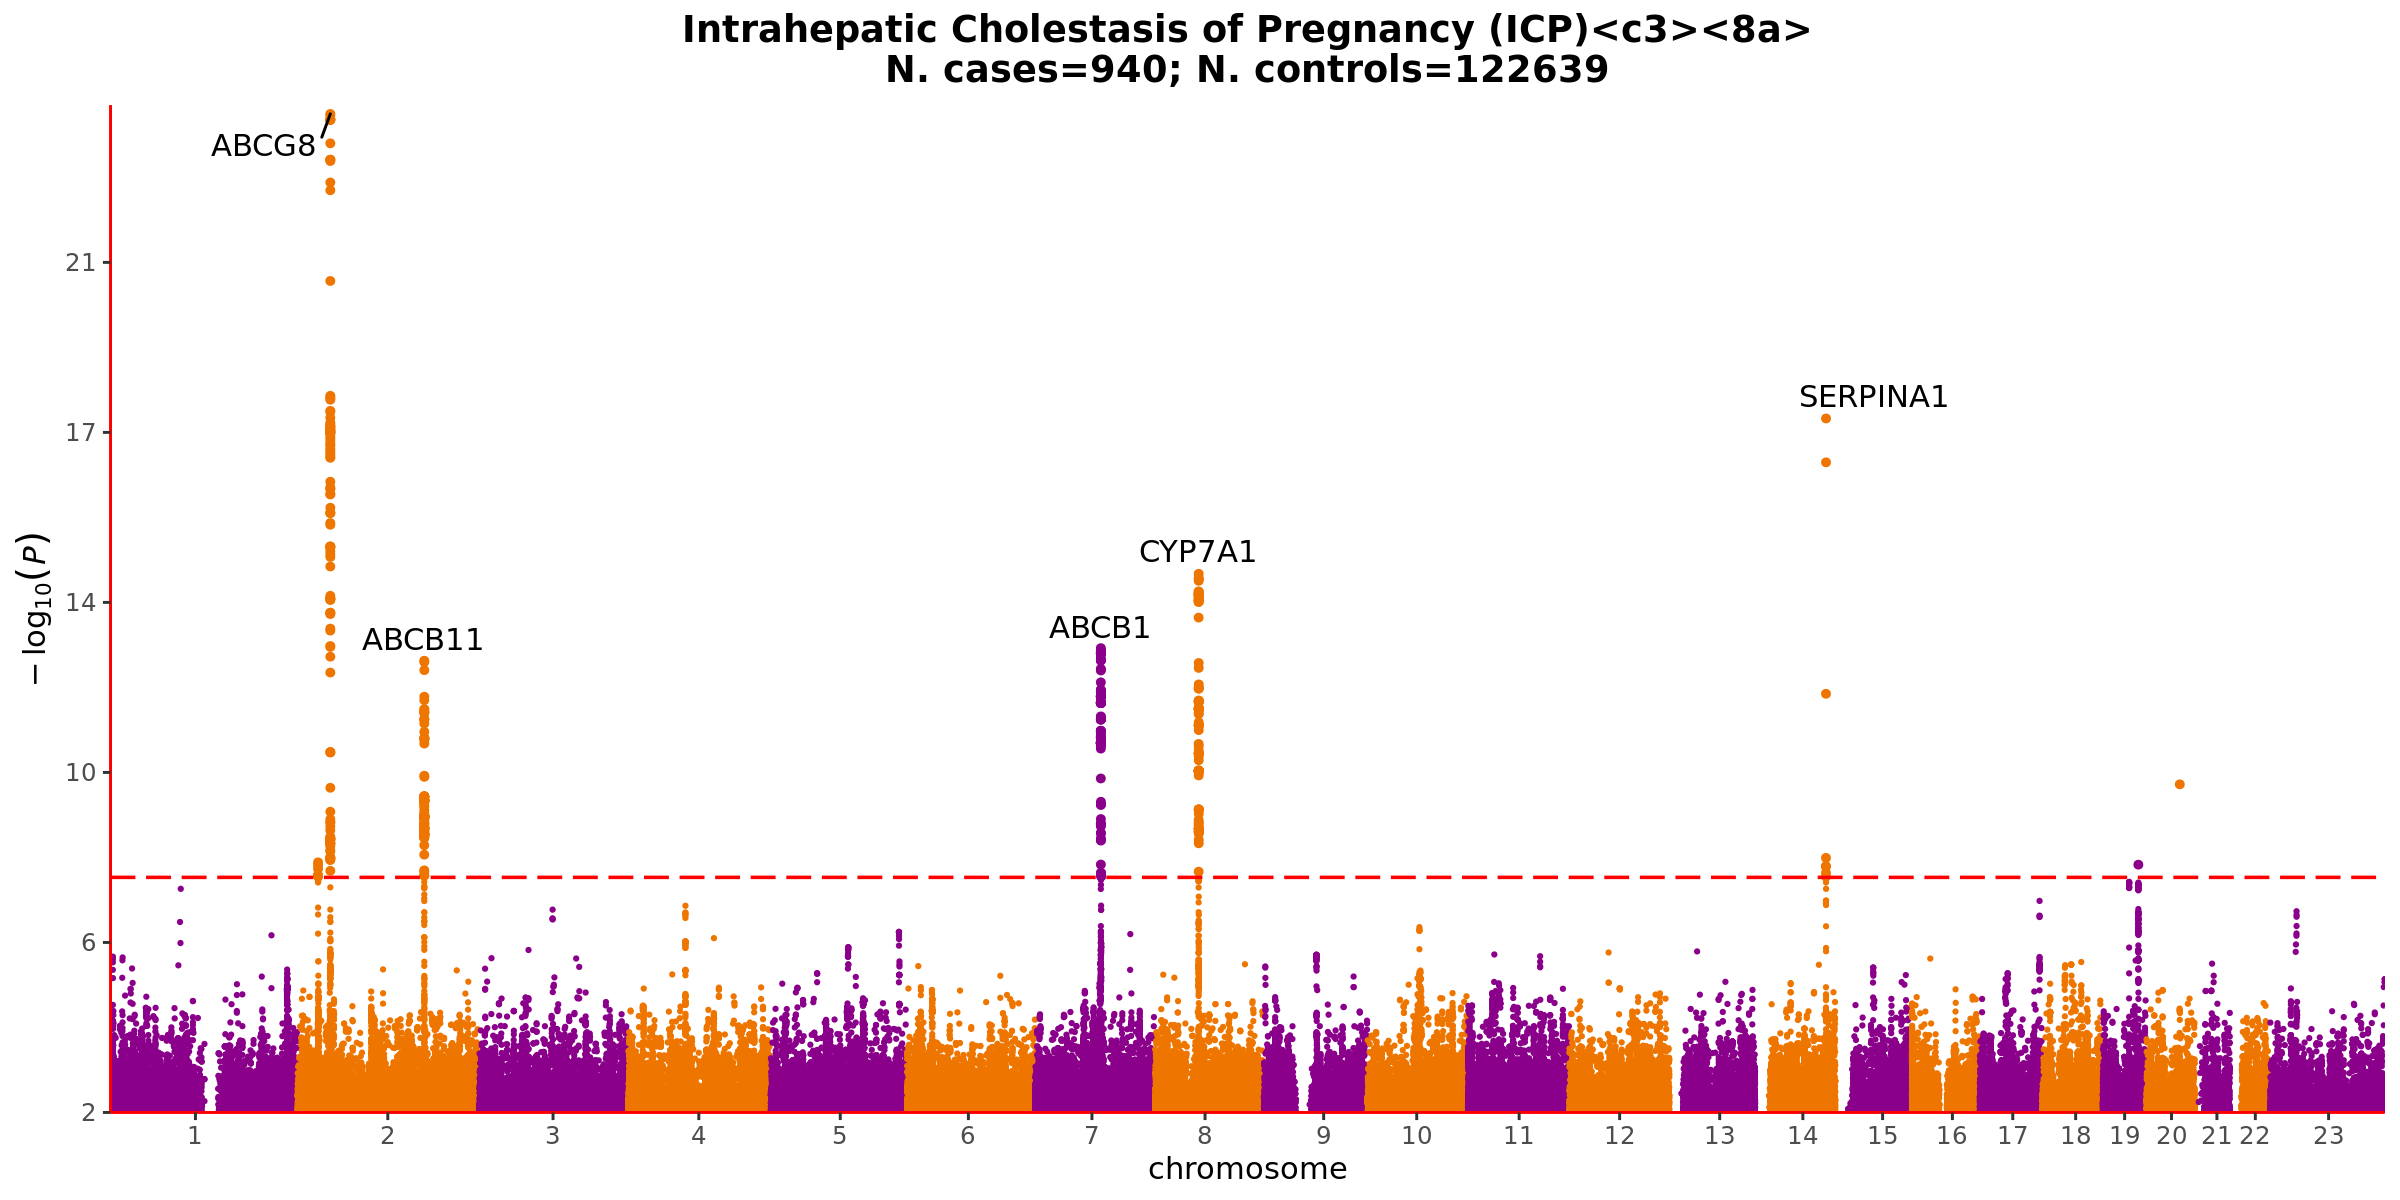 Intrahepatic Cholestasis of Pregnancy (ICP)<c3><8a>
N. cases=940; N. controls=122639
ABCG8
21
SERPINA1
17
CYP7A1
− log10(P)
14
ABCB1
ABCB11
10
6
2
1 2 3 4 5 6 7 8 9 10 11 12 13 14 15 16 17 18 19 20 21 22 23
chromosome